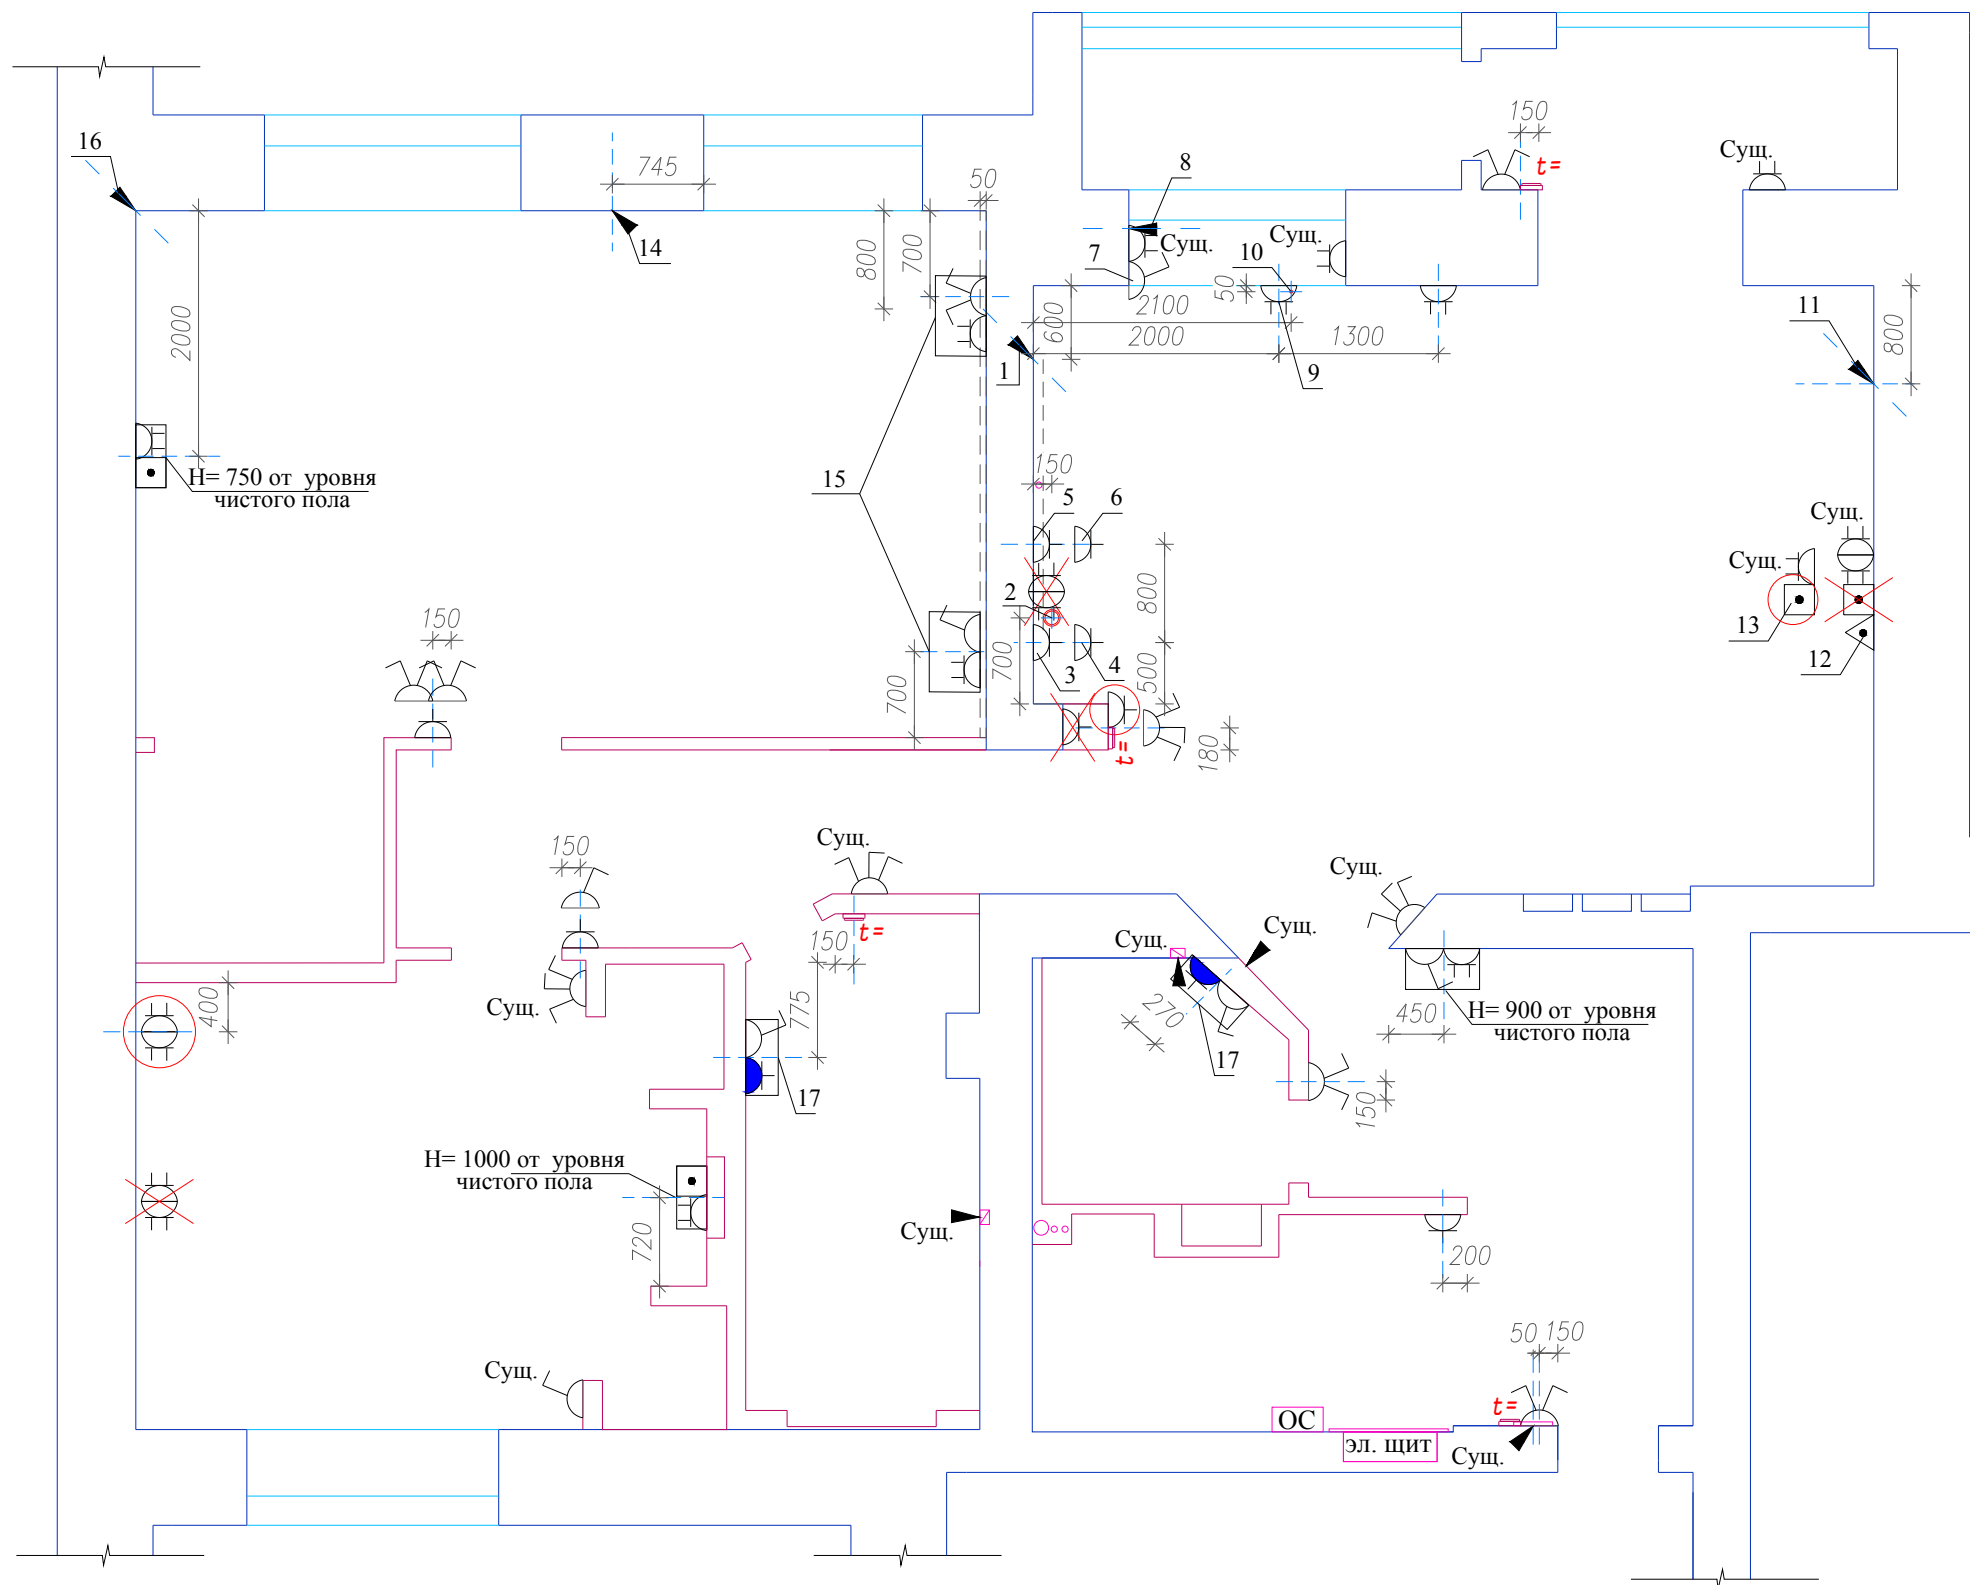 150
16
Сущ.
8
745
t=
50
14
Сущ.
Сущ.
7
10
800
700
50
2100
11
2000
600
2000
1300
800
1
9
H= 750 от уровня
чистого пола
15
150
5
6
Сущ.
2
800
Сущ.
150
13
3
4
12
700
500
700
180
t=
150
Сущ.
Сущ.
t=
Сущ.
Сущ.
150
400
Сущ.
775
270
450
H= 900 от уровня
чистого пола
17
17
150
H= 1000 от уровня
чистого пола
720
Сущ.
200
50
150
Сущ.
t=
ОС
эл. щит
Сущ.